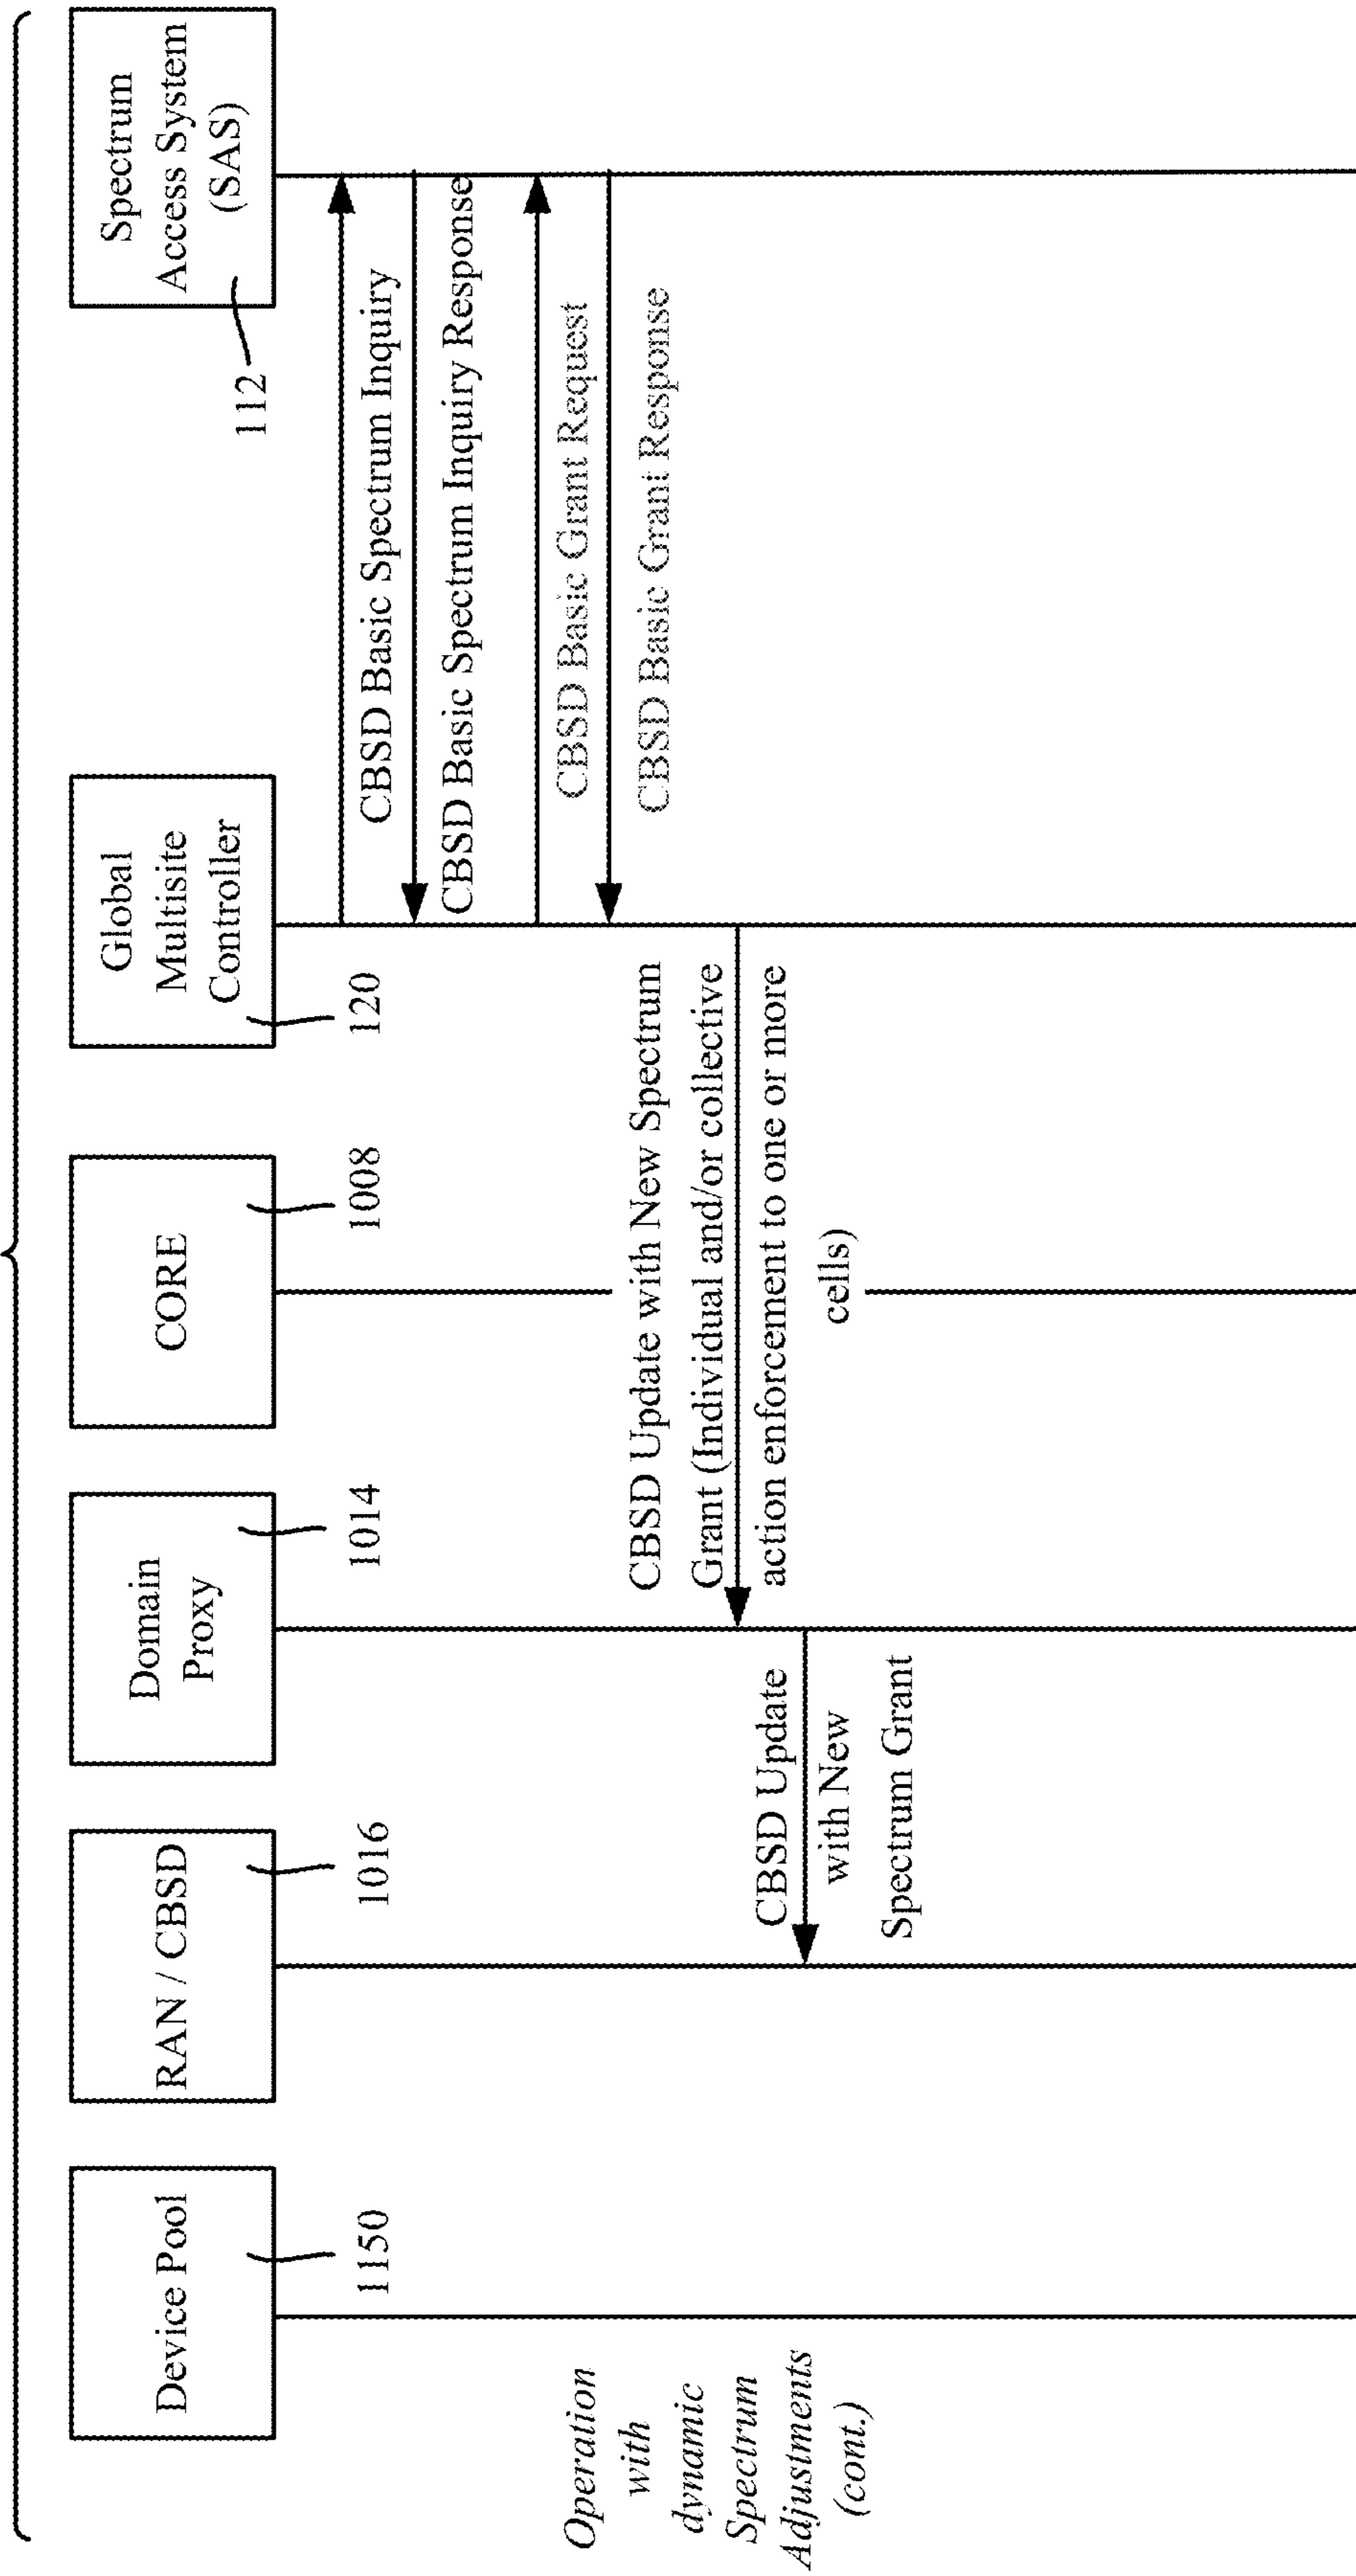 Device Pool
1150
RAN / CBSD
1016
Domain
Proxy
1014
CORE
1008
Global
Multisite
Controller
120
Spectrum
Access System
(SAS)
112
CBSD Basic Spectrum Inquiry
CBSD Basic Spectrum Inquiry Response
CBSD Basic Grant Request
CBSD Basic Grant Response
CBSD Update with New Spectrum
Grant (Individual and/or collective
action enforcement to one or more
cells)
CBSD Update
with New
Spectrum Grant
Operation
with
dynamic
Spectrum
Adjustments
(cont.)